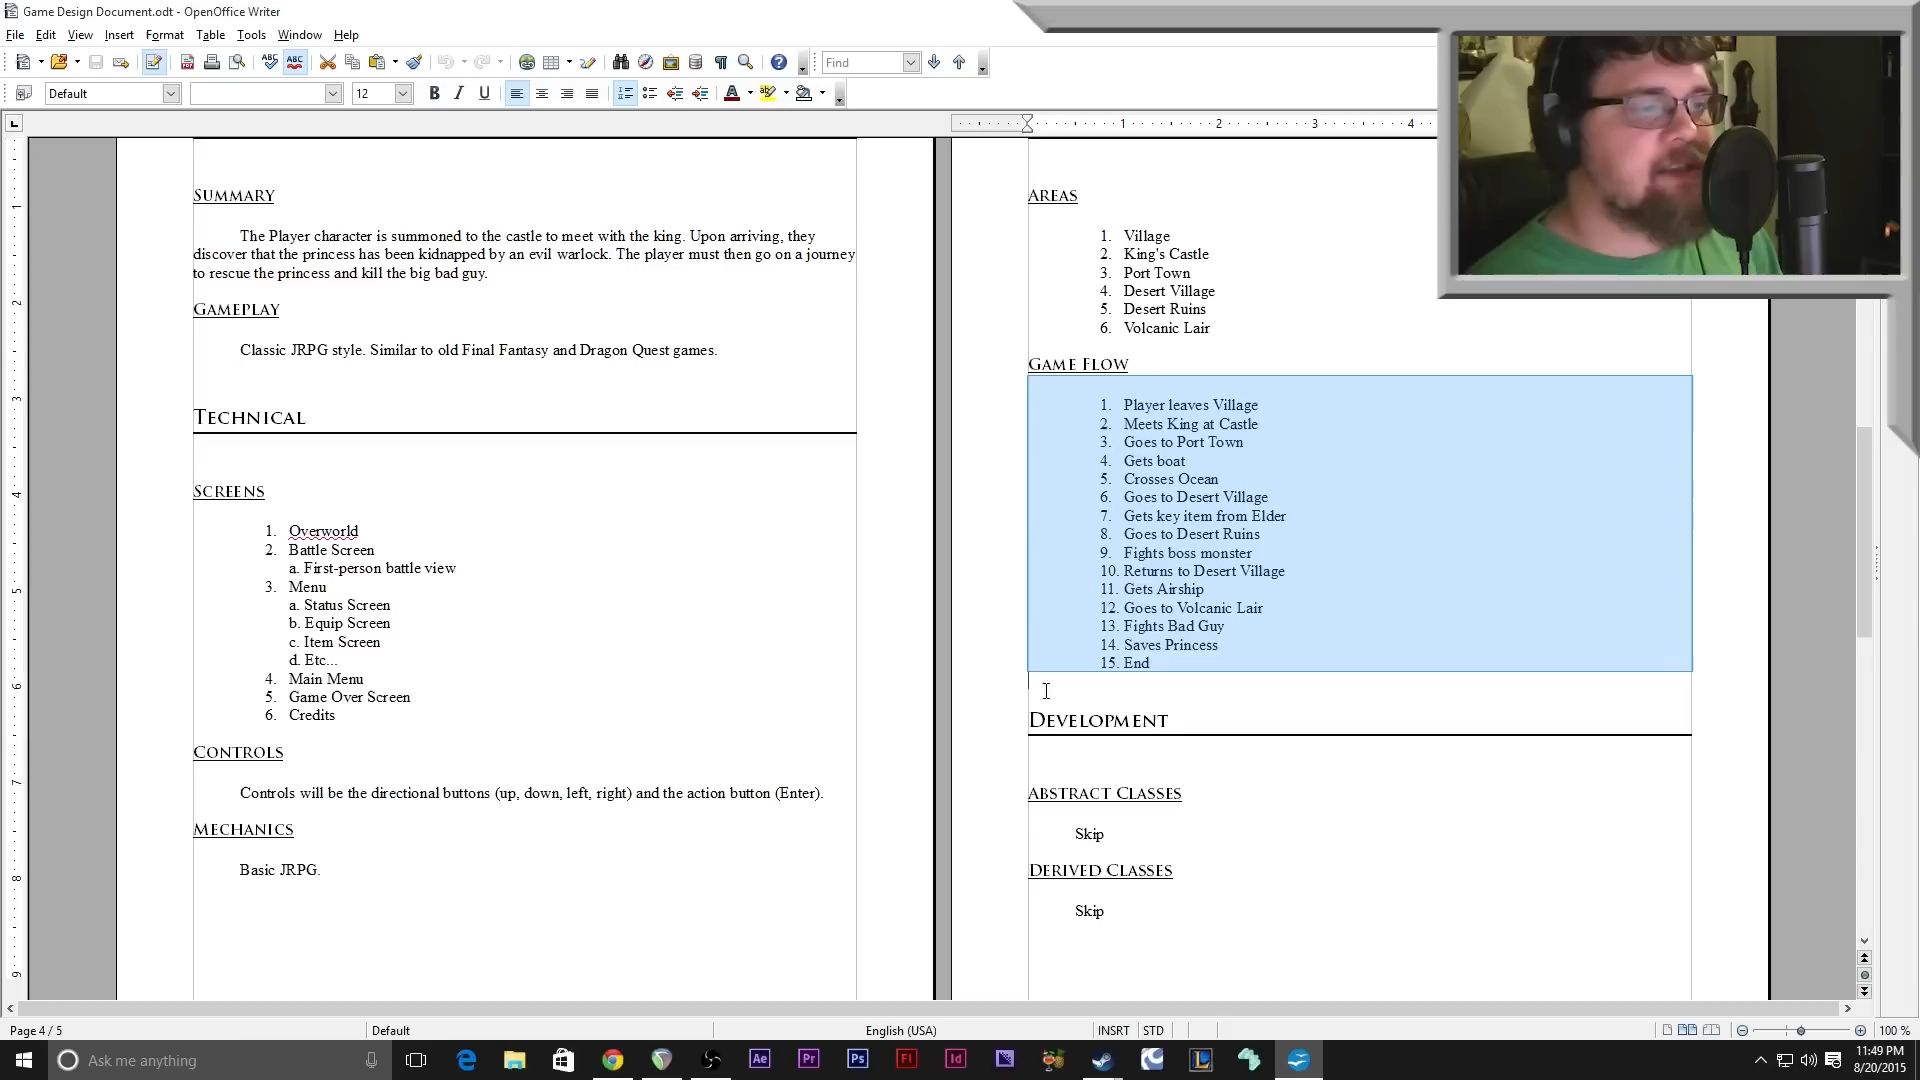 Game Design Document.odt - OpenOffice Writer
File Edit View Insert Format Table Tools Window Help
Find
Default 12
1 2 3 4
SUMMARY
The Player character is summoned to the castle to meet with the king. Upon arriving, they
discover that the princess has been kidnapped by an evil warlock. The player must then go on a journey
to rescue the princess and kill the big bad guy.
GAMEPLAY
Classic JRPG style. Similar to old Final Fantasy and Dragon Quest games.
TECHNICAL
SCREENS
1. Overworld
2. Battle Screen
a. First-person battle view
3. Menu
a. Status Screen
b. Equip Screen
c. Item Screen
d. Etc...
4. Main Menu
5. Game Over Screen
6. Credits
CONTROLS
Controls will be the directional buttons (up, down, left, right) and the action button (Enter).
MECHANICS
Basic JRPG.
AREAS
1. Village
2. King's Castle
3. Port Town
4. Desert Village
5. Desert Ruins
6. Volcanic Lair
GAME FLOW
1. Player leaves Village
2. Meets King at Castle
3. Goes to Port Town
4. Gets boat
5. Crosses Ocean
6. Goes to Desert Village
7. Gets key item from Elder
8. Goes to Desert Ruins
9. Fights boss monster
10. Returns to Desert Village
11. Gets Airship
12. Goes to Volcanic Lair
13. Fights Bad Guy
14. Saves Princess
15. End
DEVELOPMENT
ABSTRACT CLASSES
Skip
DERIVED CLASSES
Skip
Page 4 / 5 Default English (USA) INSRT STD 100 %
Ask me anything
Ae Pr Ps Fl Id
11:49 PM
8/20/2015